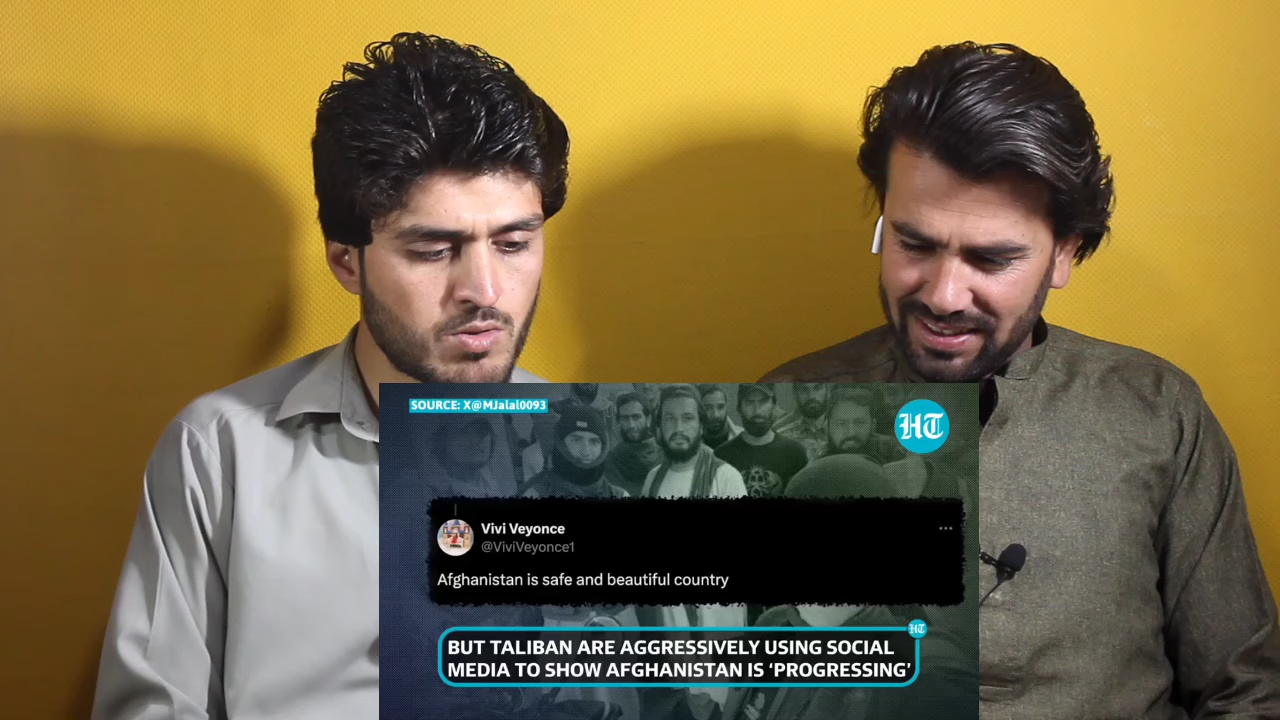 SOURCE: X@MJalal0093
HT
Vivi Veyonce
@ViviVeyonce1
Afghanistan is safe and beautiful country
HT
BUT TALIBAN ARE AGGRESSIVELY USING SOCIAL
MEDIA TO SHOW AFGHANISTAN IS ‘PROGRESSING’